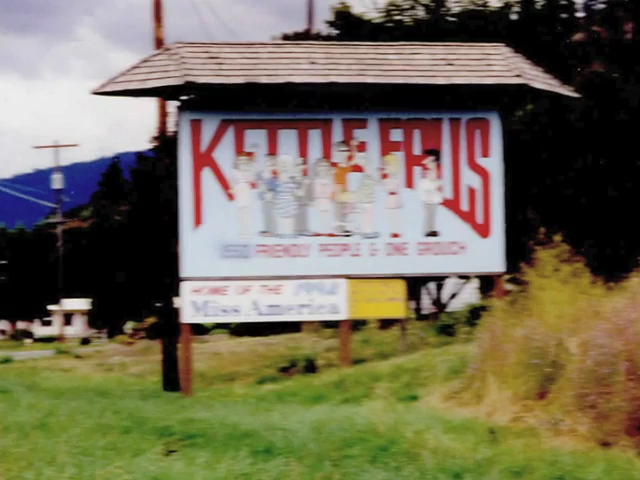 KETTLE FALLS
FRIENDLY PEOPLE & ONE GROUCH
HOME OF THE
Miss America